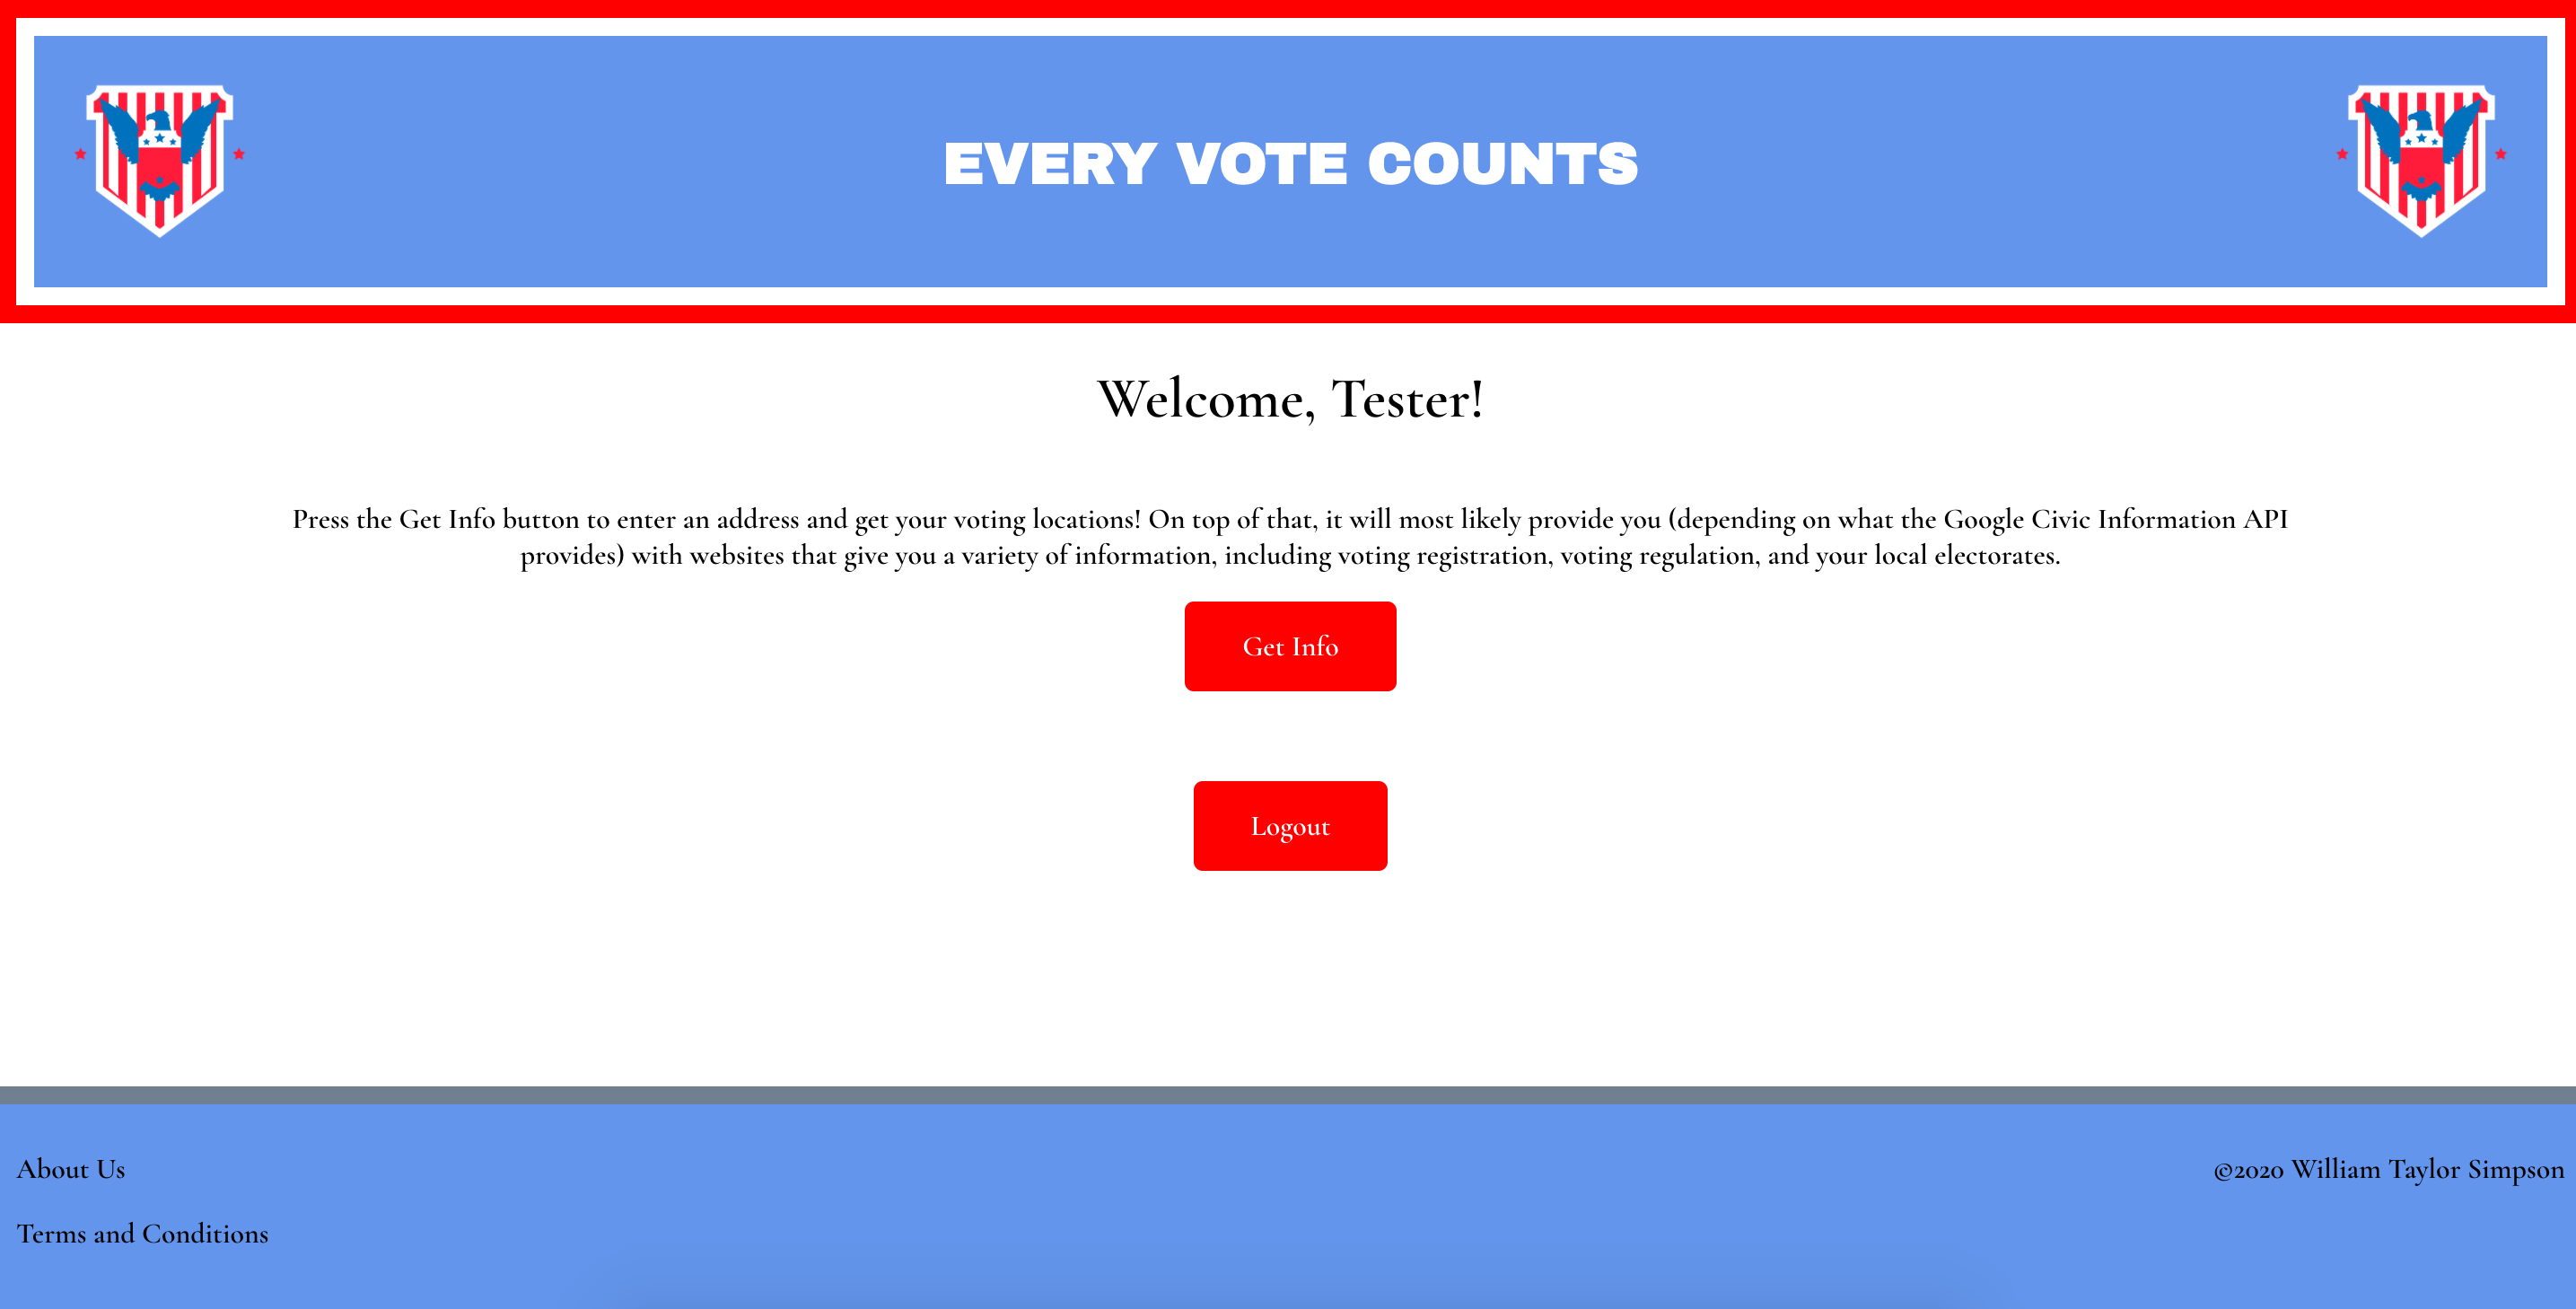 EVERY VOTE COUNTS
Welcome, Tester!
Press the Get Info button to enter an address and get your voting locations! On top of that, it will most likely provide you (depending on what the Google Civic Information API
provides) with websites that give you a variety of information, including voting registration, voting regulation, and your local electorates.
Get Info
Logout
About Us
©2020 William Taylor Simpson
Terms and Conditions